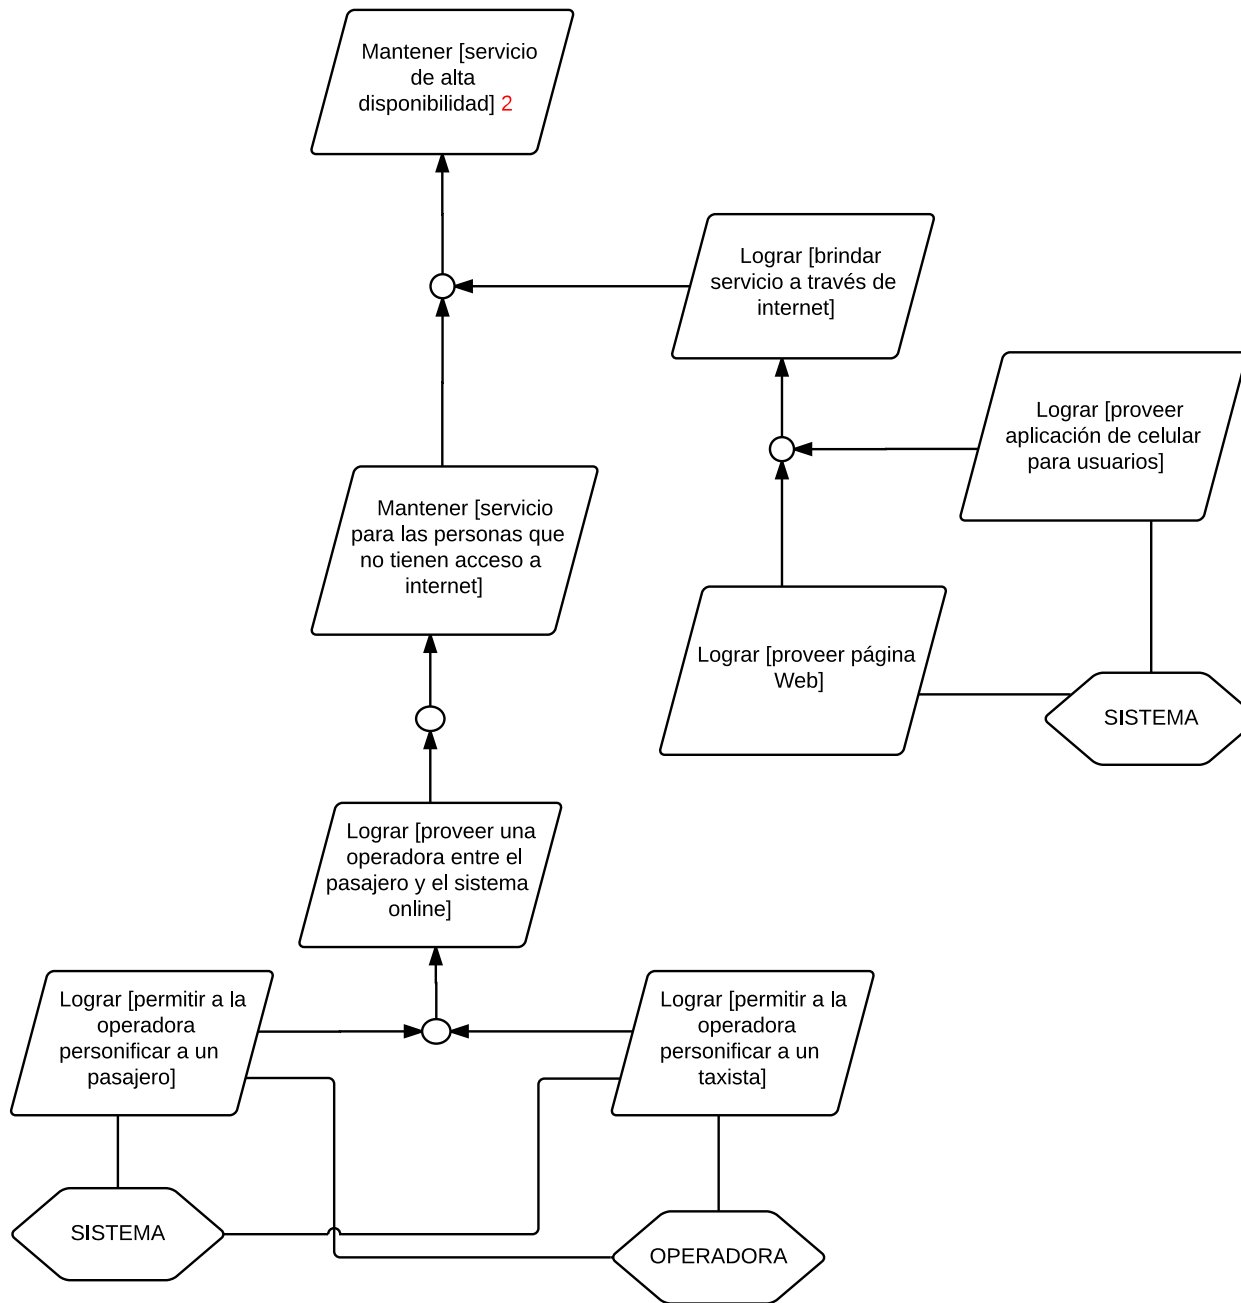 Mantener [servicio
de alta
disponibilidad] 2
Lograr [brindar
servicio a través de
internet]
Lograr [proveer
aplicación de celular
para usuarios]
Mantener [servicio
para las personas que
no tienen acceso a
internet]
Lograr [proveer página
Web]
SISTEMA
Lograr [proveer una
operadora entre el
pasajero y el sistema
online]
Lograr [permitir a la
operadora
personificar a un
pasajero]
Lograr [permitir a la
operadora
personificar a un
taxista]
SISTEMA
OPERADORA